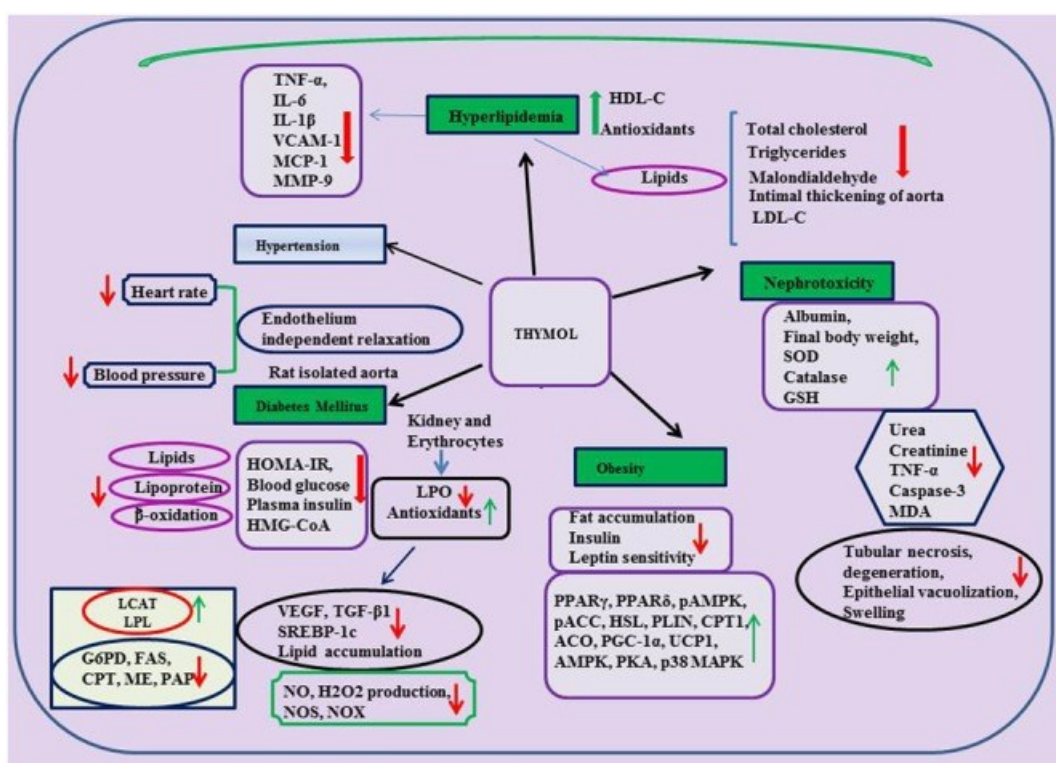 TNF-α,
IL-6
IL-1β
VCAM-1
MCP-1
MMP-9
Hyperlipidemia
HDL-C
Antioxidants
Lipids
Total cholesterol
Triglycerides
Malondialdehyde
Intimal thickening of aorta
LDL-C
Hypertension
Heart rate
Blood pressure
Endothelium
independent relaxation
Rat isolated aorta
THYMOL
Nephrotoxicity
Albumin,
Final body weight,
SOD
Catalase
GSH
Urea
Creatinine
TNF-α
Caspase-3
MDA
Tubular necrosis,
degeneration,
Epithelial vacuolization,
Swelling
Diabetes Mellitus
Kidney and
Erythrocytes
Lipids
Lipoprotein
β-oxidation
HOMA-IR,
Blood glucose
Plasma insulin
HMG-CoA
LPO
Antioxidants
LCAT
LPL
G6PD, FAS,
CPT, ME, PAP
VEGF, TGF-β1
SREBP-1c
Lipid accumulation
NO, H2O2 production,
NOS, NOX
Obesity
Fat accumulation
Insulin
Leptin sensitivity
PPARγ, PPARδ, pAMPK,
pACC, HSL, PLIN, CPT1,
ACO, PGC-1α, UCP1,
AMPK, PKA, p38 MAPK